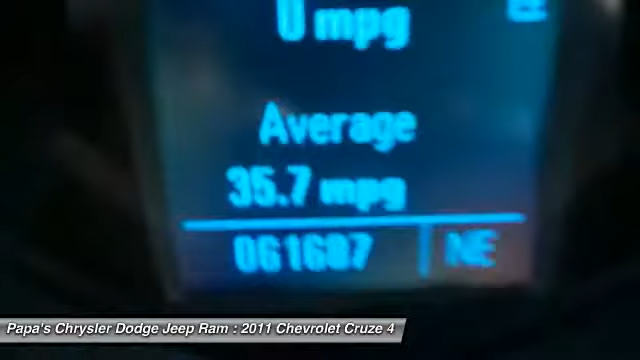 0 mpg
Average
35.7 mpg
061687 NE
Papa's Chrysler Dodge Jeep Ram : 2011 Chevrolet Cruze 4